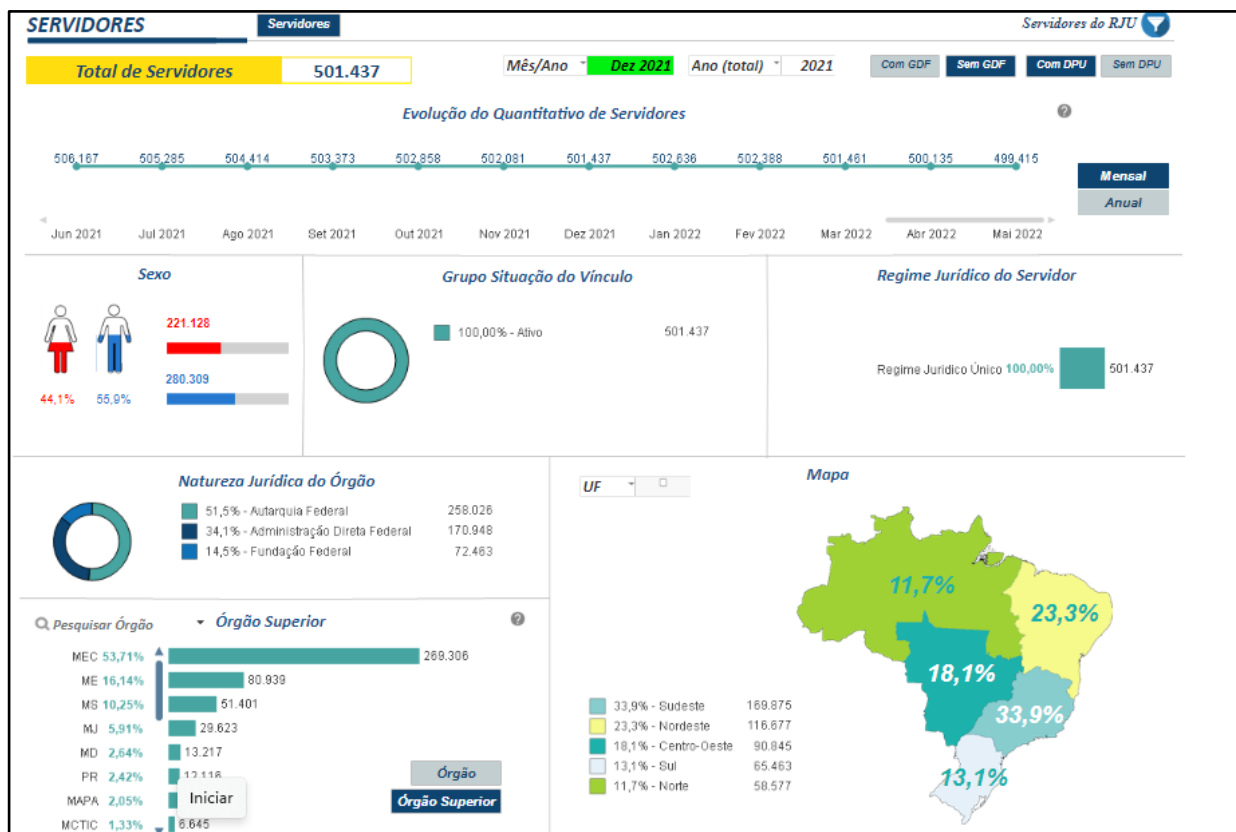 SERVIDORES
Servidores
Servidores do RJU
Total de Servidores 501.437
Mês/Ano Dez 2021 Ano (total) 2021
Com GDF Sem GDF Com DPU Sem DPU
Evolução do Quantitativo de Servidores
506,167 505,285 504,414 503,373 502,858 502,081 501,437 502,636 502,388 501,461 500,135 499,415
Mensal
Anual
Jun 2021 Jul 2021 Ago 2021 Set 2021 Out 2021 Nov 2021 Dez 2021 Jan 2022 Fev 2022 Mar 2022 Abr 2022 Mai 2022
Sexo
221.128
280.309
44,1% 55,9%
Grupo Situação do Vínculo
100,00% - Ativo 501.437
Regime Jurídico do Servidor
Regime Juridico Único 100,00% 501.437
Natureza Jurídica do Órgão
51,5% - Autarquia Federal 258.026
34,1% - Administração Direta Federal 170.948
14,5% - Fundação Federal 72.463
Pesquisar Órgão Órgão Superior
MEC 53,71% 269.306
ME 16,14% 80.939
MS 10,25% 51.401
MJ 5,91% 29.623
MD 2,64% 13.217
PR 2,42%
MAPA 2,05%
MCTIC 1,33% 6.645
Iniciar
Órgão
Órgão Superior
UF
Mapa
11,7%
23,3%
18,1%
33,9%
13,1%
33,9% - Sudeste 169.875
23,3% - Nordeste 116.677
18,1% - Centro-Oeste 90.845
13,1% - Sul 65.463
11,7% - Norte 58.577